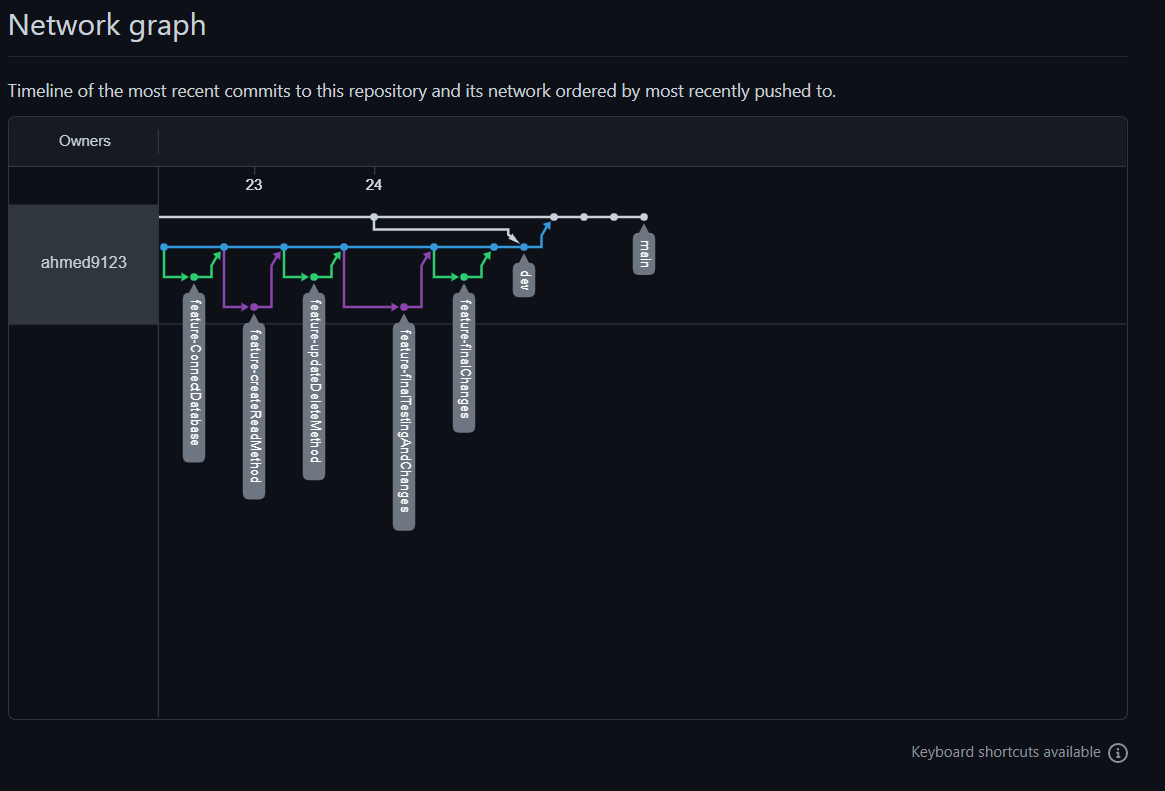 Network graph
Timeline of the most recent commits to this repository and its network ordered by most recently pushed to.
Owners
23
24
ahmed9123
main
dev
feature-ConnectDatabase
feature-createReadMethod
feature-updateDeleteMethod
feature-finalTestingAndChanges
feature-finalChanges
Keyboard shortcuts available